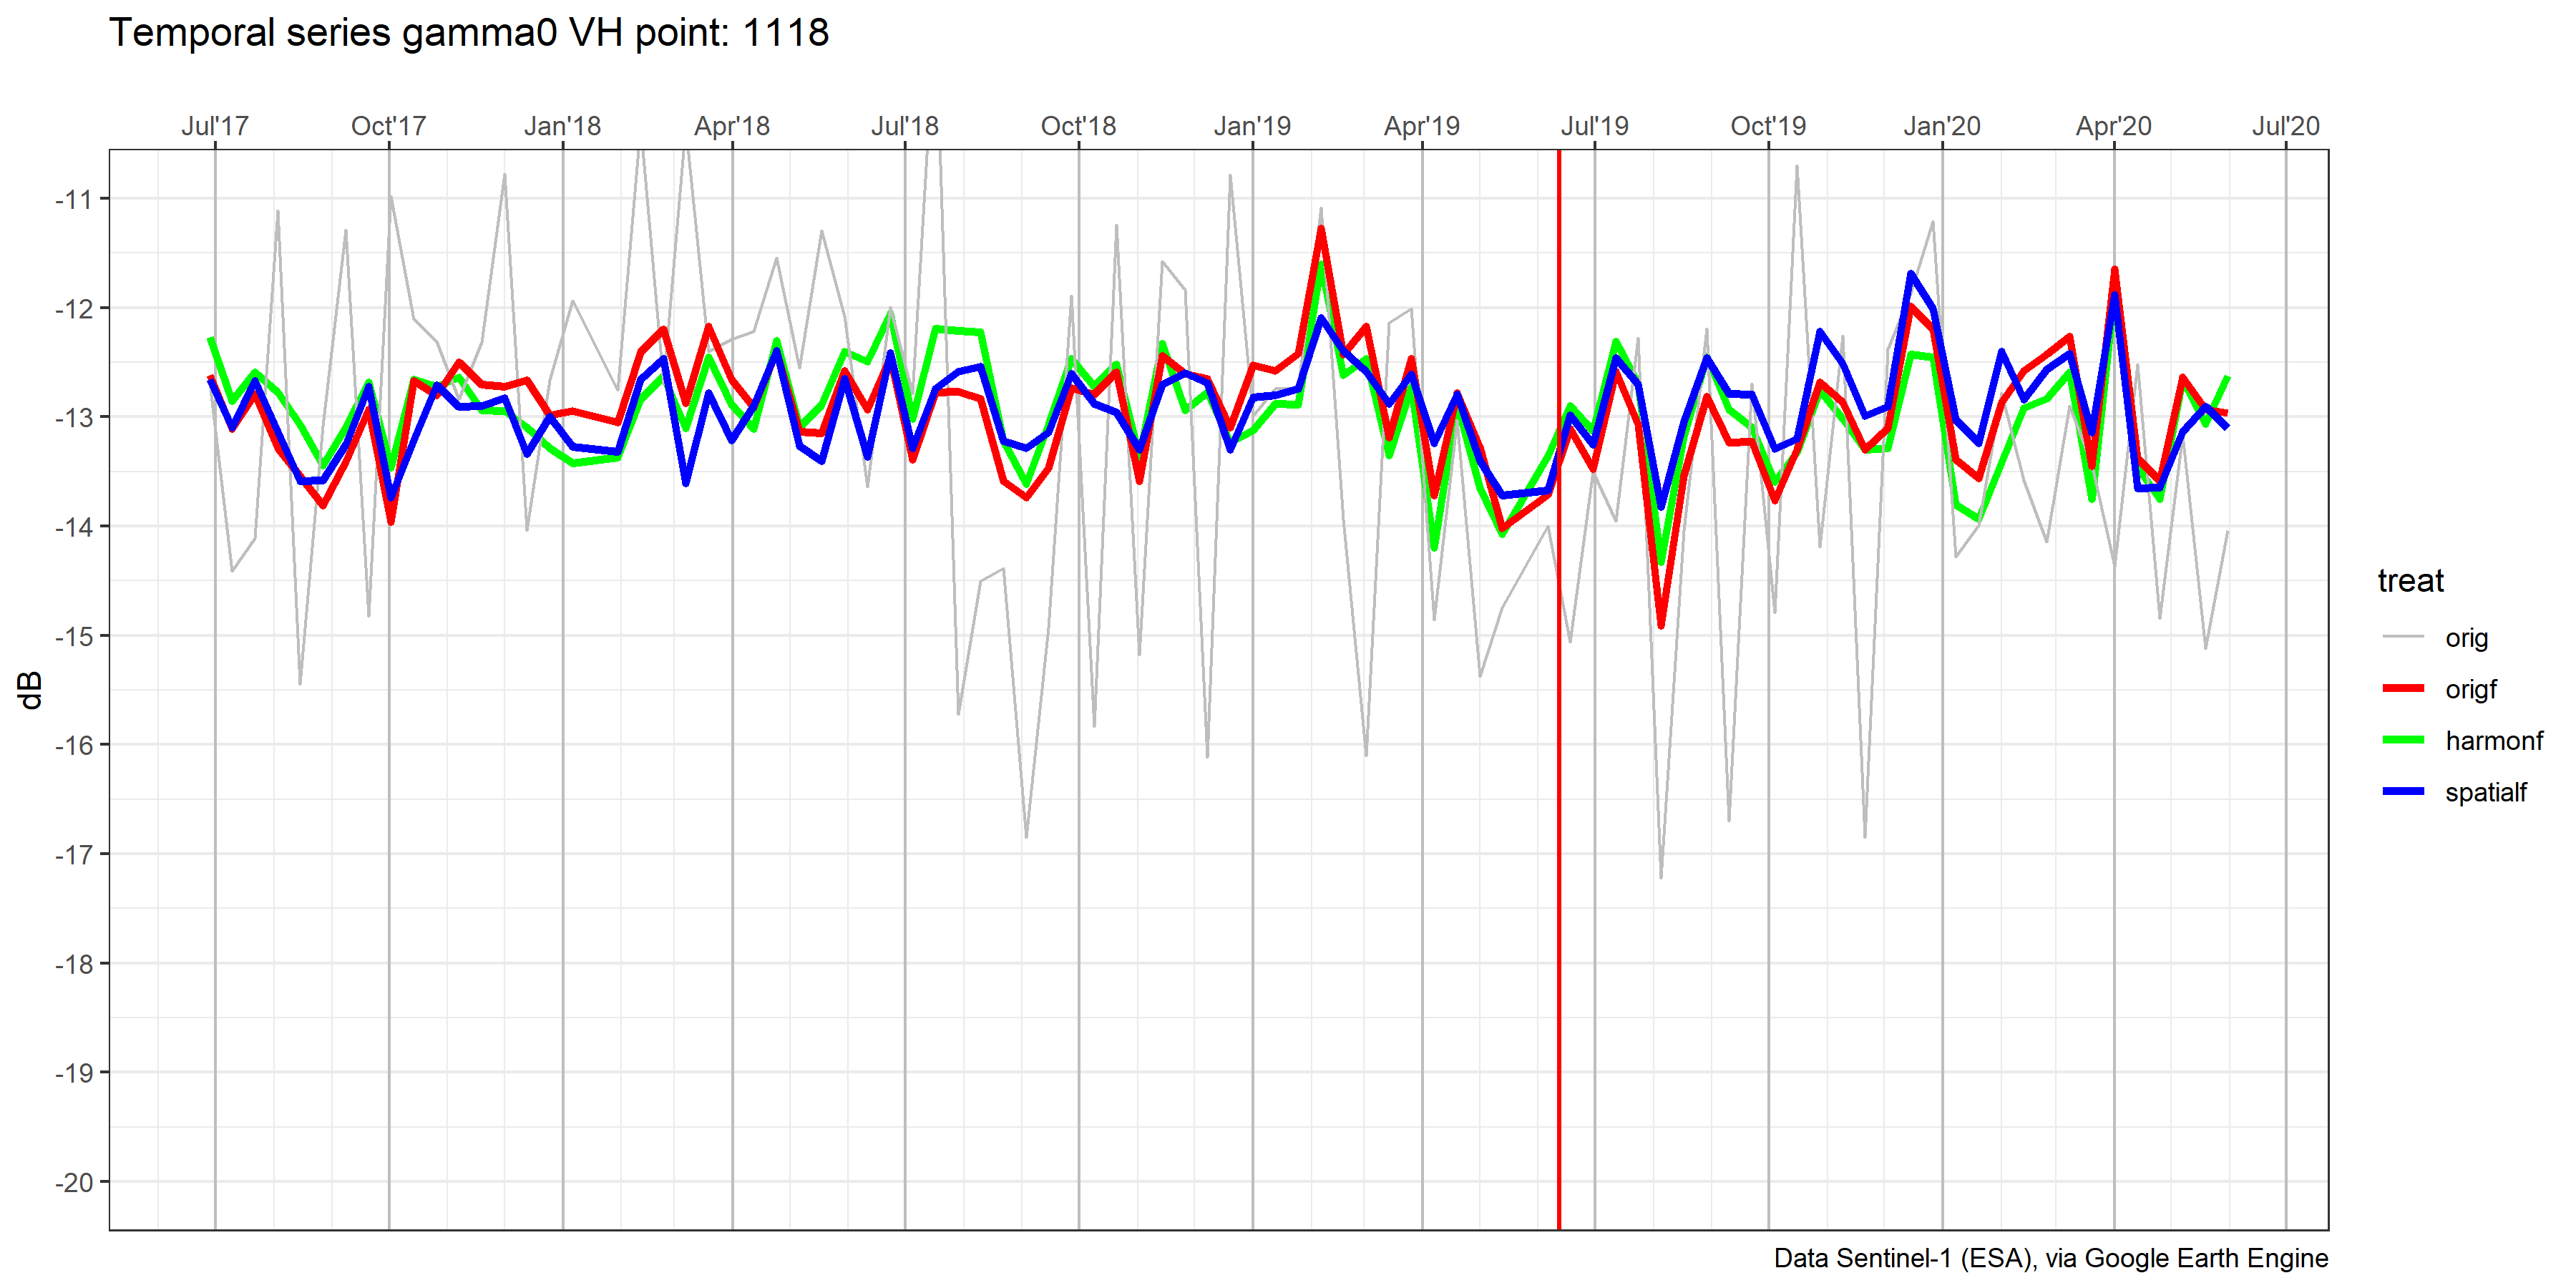 Temporal series gamma0 VH point: 1118
Jul'17 Oct'17 Jan'18 Apr'18 Jul'18 Oct'18 Jan'19 Apr'19 Jul'19 Oct'19 Jan'20 Apr'20 Jul'20
-11
-12
-13
-14
-15
-16
-17
-18
-19
-20
dB
treat
orig
origf
harmonf
spatialf
Data Sentinel-1 (ESA), via Google Earth Engine